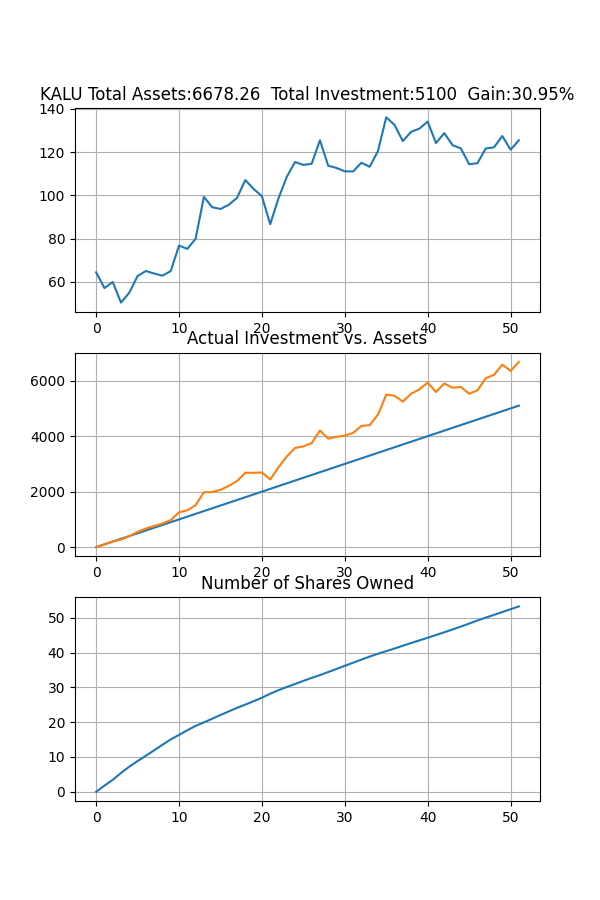 KALU Total Assets:6678.26  Total Investment:5100  Gain:30.95%
140
120
100
80
60
0 10 20 30 40 50
Actual Investment vs. Assets
6000
4000
2000
0
0 10 20 30 40 50
Number of Shares Owned
50
40
30
20
10
0
0 10 20 30 40 50